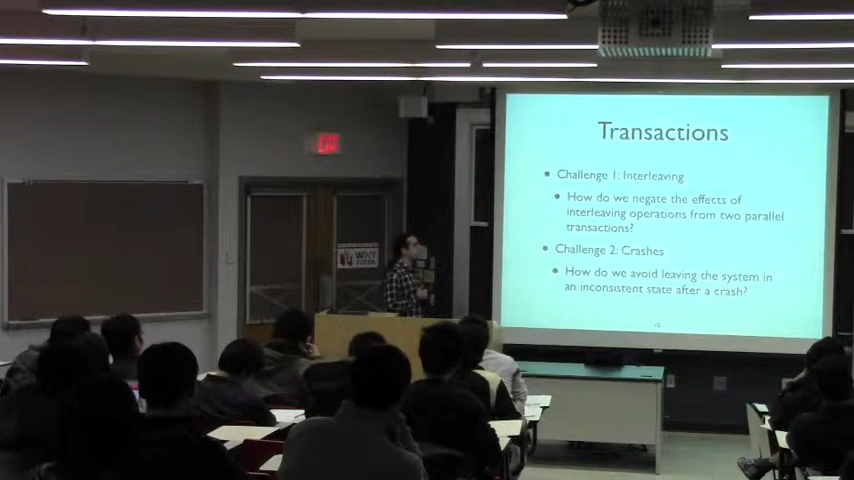 Transactions
• Challenge 1: Interleaving
• How do we negate the effects of
interleaving operations from two parallel
transactions?
• Challenge 2: Crashes
• How do we avoid leaving the system in
an inconsistent state after a crash?
WNY